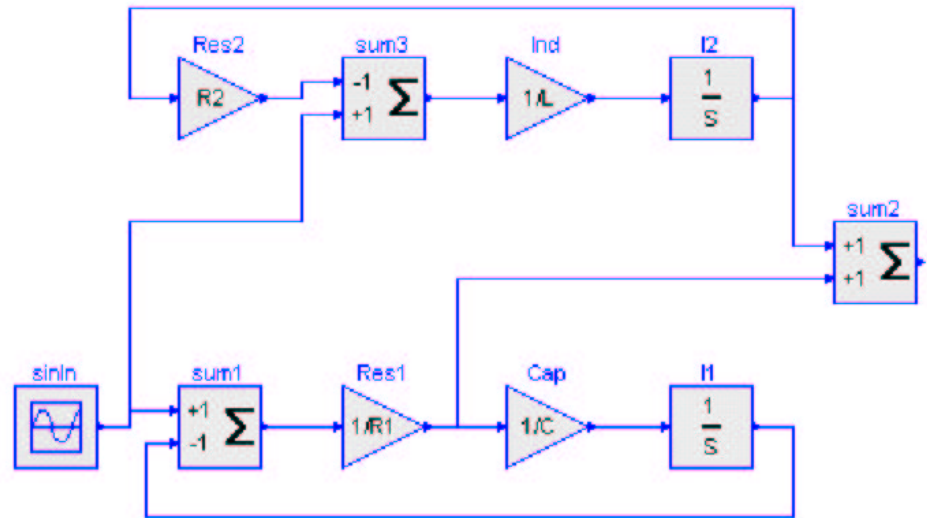 Res2
sum3
Ind
I2
R2
-1
+1
Σ
1/L
1
S
sum2
+1
+1
Σ
sinIn
sum1
Res1
Cap
I1
+1
-1
Σ
1/R1
1/C
1
S